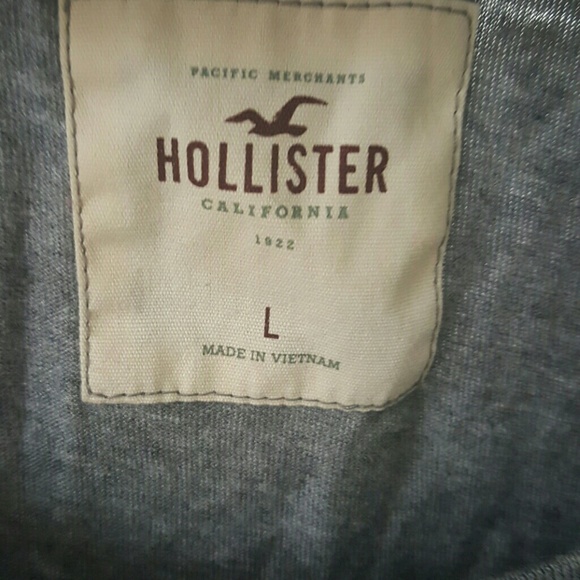 PACIFIC MERCHANTS
HOLLISTER
CALIFORNIA
1922
L
MADE IN VIETNAM